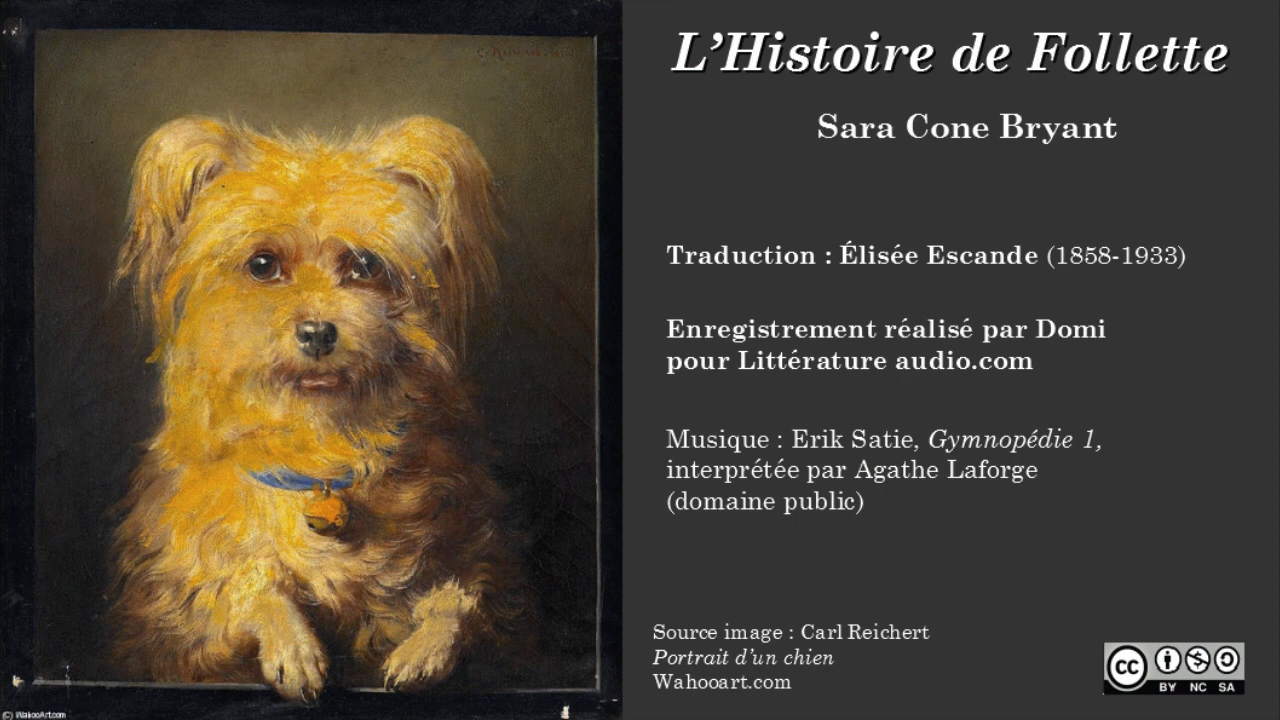 L’Histoire de Follette
Sara Cone Bryant
Traduction : Élisée Escande (1858-1933)
Enregistrement réalisé par Domi
pour Littérature audio.com
Musique : Erik Satie, Gymnopédie 1,
interprétée par Agathe Laforge
(domaine public)
Source image : Carl Reichert
Portrait d’un chien
Wahooart.com
cc BY NC SA
(C) WahooArt.com